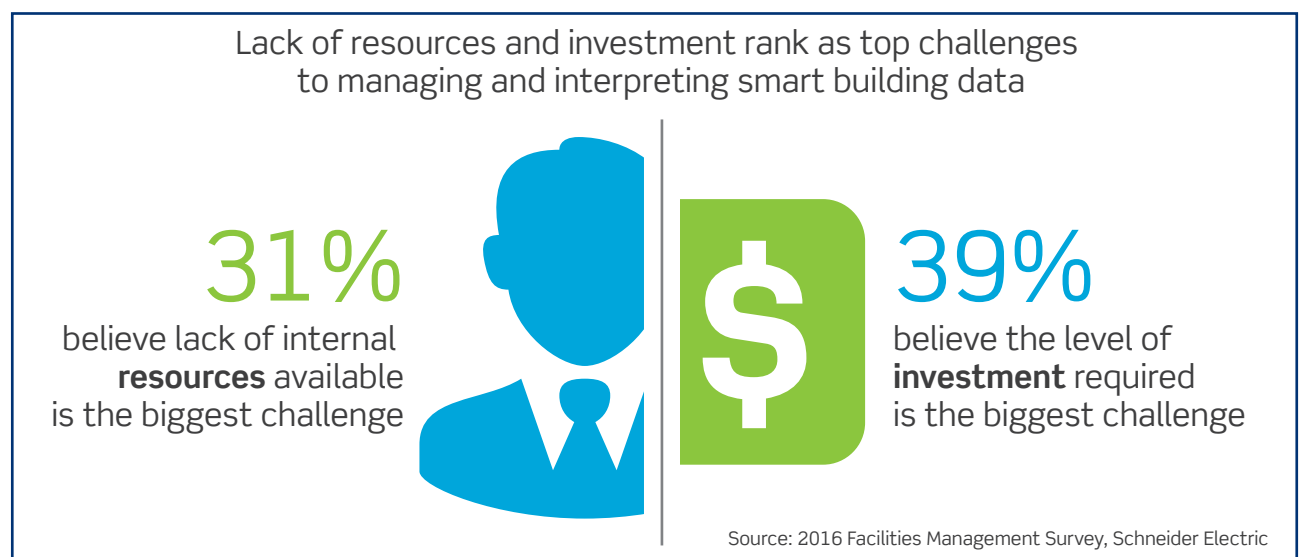 Lack of resources and investment rank as top challenges
to managing and interpreting smart building data
31%
believe lack of internal
resources available
is the biggest challenge
$
39%
believe the level of
investment required
is the biggest challenge
Source: 2016 Facilities Management Survey, Schneider Electric